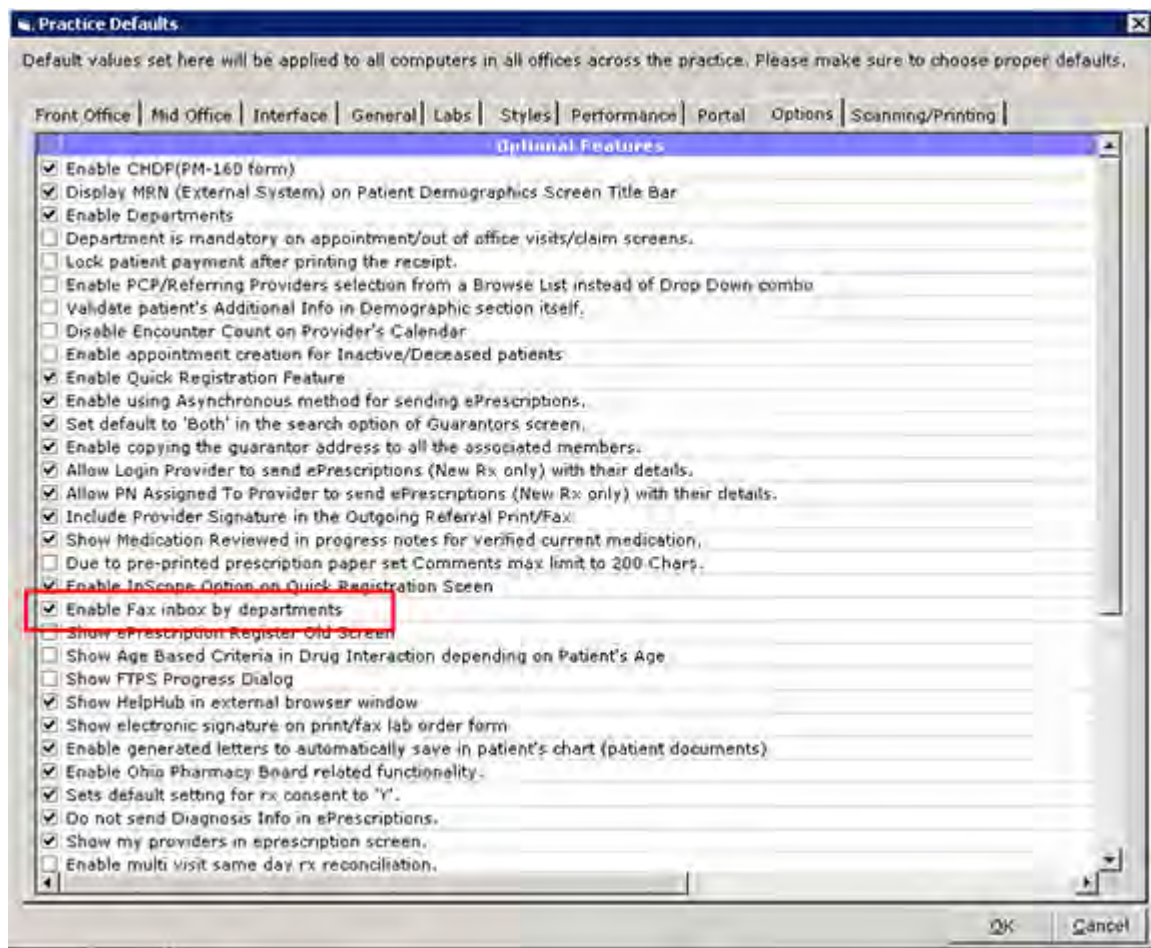 Practice Defaults
Default values set here will be applied to all computers in all offices across the practice. Please make sure to choose proper defaults.
Front Office Mid Office Interface General Labs Styles Performance Portal Options Scanning/Printing
Optional Features
Enable CHDP(PM-160 form)
Display MRN (External System) on Patient Demographics Screen Title Bar
Enable Departments
Department is mandatory on appointment/out of office visits/claim screens.
Lock patient payment after printing the receipt.
Enable PCP/Referring Providers selection from a Browse List instead of Drop Down combo
Validate patient's Additional Info in Demographic section itself.
Disable Encounter Count on Provider's Calendar
Enable appointment creation for Inactive/Deceased patients
Enable Quick Registration Feature
Enable using Asynchronous method for sending ePrescriptions.
Set default to 'Both' in the search option of Guarantors screen.
Enable copying the guarantor address to all the associated members.
Allow Login Provider to send ePrescriptions (New Rx only) with their details.
Allow PN Assigned To Provider to send ePrescriptions (New Rx only) with their details.
Include Provider Signature in the Outgoing Referral Print/Fax
Show Medication Reviewed in progress notes for verified current medication.
Due to pre-printed prescription paper set Comments max limit to 200 Chars.
Enable InScope Option on Quick Registration Sceen
Enable Fax inbox by departments
Show ePrescription Register Old Screen
Show Age Based Criteria in Drug Interaction depending on Patient's Age
Show FTPS Progress Dialog
Show HelpHub in external browser window
Show electronic signature on print/fax lab order form
Enable generated letters to automatically save in patient's chart (patient documents)
Enable Ohio Pharmacy Board related functionality.
Sets default setting for rx consent to 'Y'.
Do not send Diagnosis Info in ePrescriptions.
Show my providers in eprescription screen.
Enable multi visit same day rx reconciliation.
OK Cancel